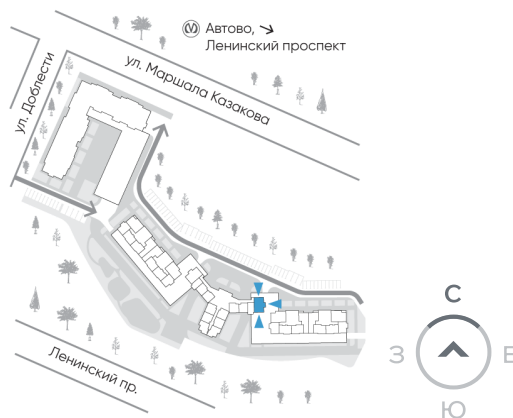 Автово, ↘
Ленинский проспект
ул. Маршала Казакова
ул. Доблести
Ленинский пр.
С
З
В
Ю